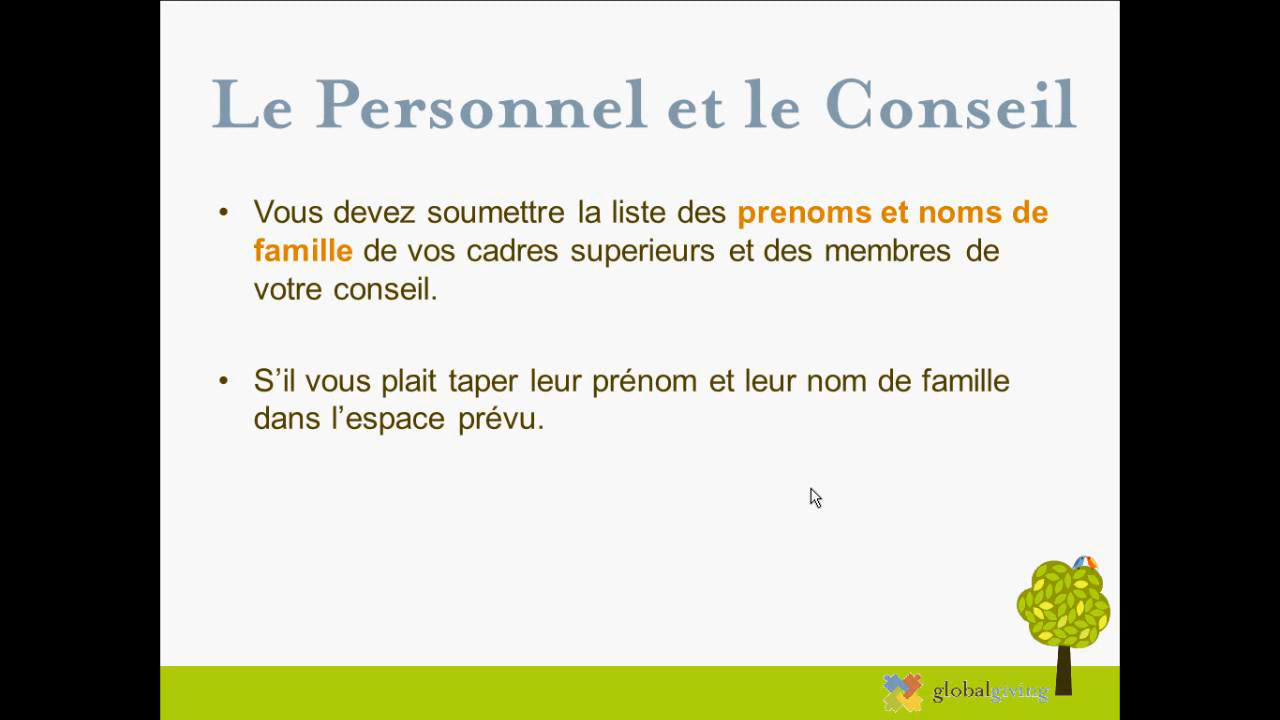 Le Personnel et le Conseil
• Vous devez soumettre la liste des prenoms et noms de
famille de vos cadres superieurs et des membres de
votre conseil.
• S’il vous plait taper leur prénom et leur nom de famille
dans l’espace prévu.
globalgiving